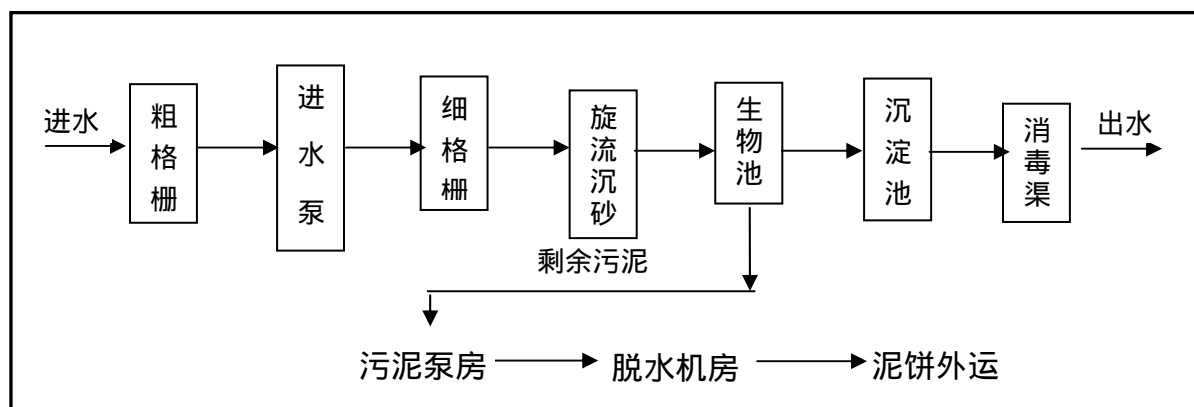 进水
粗格栅
进水泵
细格栅
旋流沉砂
生物池
沉淀池
消毒渠
出水
剩余污泥
污泥泵房
脱水机房
泥饼外运